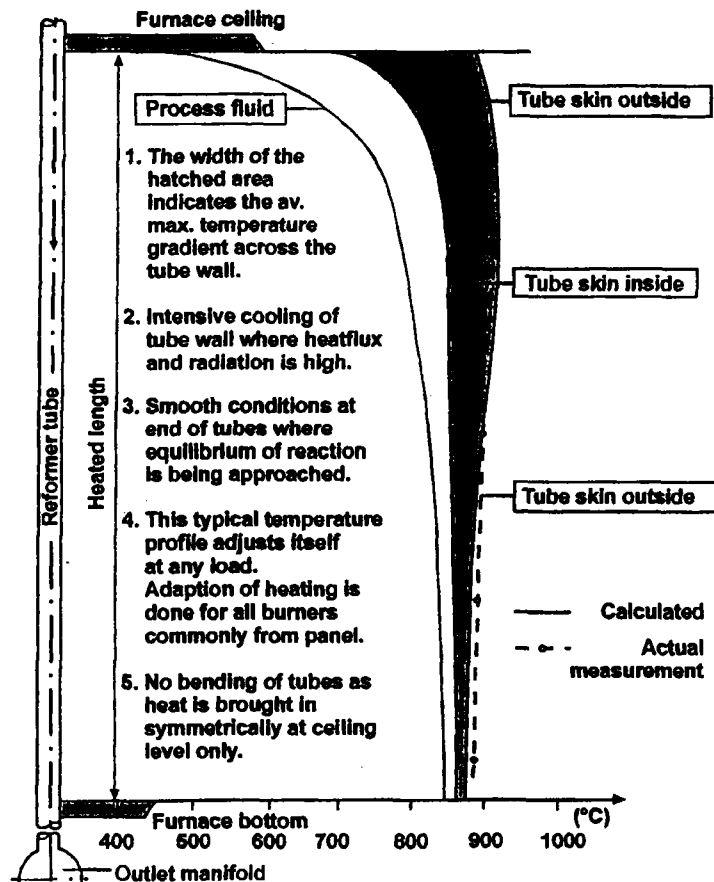 Furnace ceiling
Process fluid
Tube skin outside
1. The width of the
hatched area
indicates the av.
max. temperature
gradient across the
tube wall.
Tube skin inside
2. Intensive cooling of
tube wall where heatflux
and radiation is high.
Reformer tube
Heated length
3. Smooth conditions at
end of tubes where
equilibrium of reaction
is being approached.
Tube skin outside
4. This typical temperature
profile adjusts itself
at any load.
Adaption of heating is
done for all burners
commonly from panel.
Calculated
Actual
measurement
5. No bending of tubes as
heat is brought in
symmetrically at ceiling
level only.
Furnace bottom
400 500 600 700 800 900 1000 (°C)
Outlet manifold